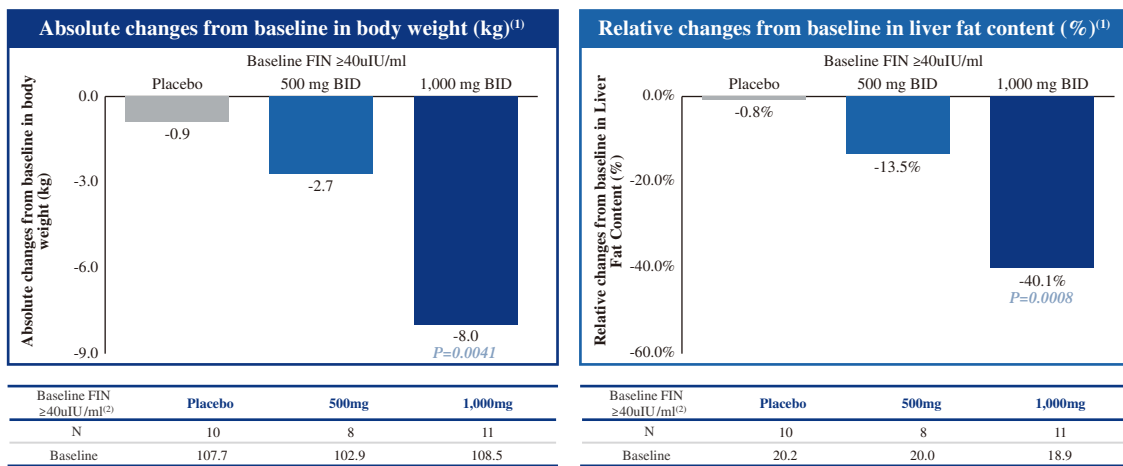 Absolute changes from baseline in body weight (kg)(1)
Baseline FIN ≥40uIU/ml
Placebo 500 mg BID 1,000 mg BID
Absolute changes from baseline in body
weight (kg)
0.0
-3.0
-6.0
-9.0
-0.9
-2.7
-8.0
P=0.0041
Baseline FIN
≥40uIU/ml(2)
Placebo 500mg 1,000mg
N 10 8 11
Baseline 107.7 102.9 108.5
Relative changes from baseline in liver fat content (%)(1)
Baseline FIN ≥40uIU/ml
Placebo 500 mg BID 1,000 mg BID
Relative changes from baseline in Liver
Fat Content (%)
0.0%
-20.0%
-40.0%
-60.0%
-0.8%
-13.5%
-40.1%
P=0.0008
Baseline FIN
≥40uIU/ml(2)
Placebo 500mg 1,000mg
N 10 8 11
Baseline 20.2 20.0 18.9